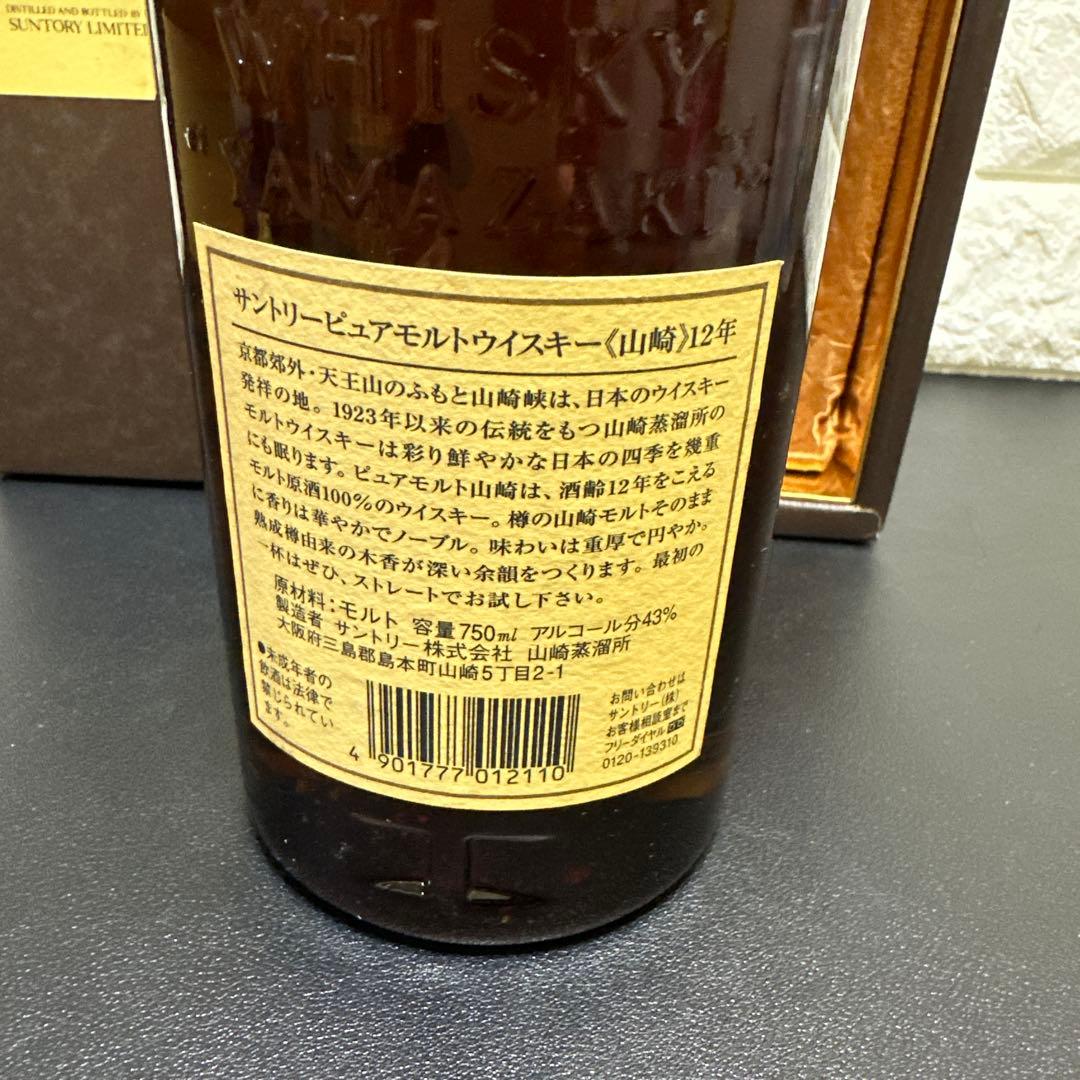 DISTILLED AND BOTTLED BY
SUNTORY LIMITED
WHISKY
"YAMAZAKI"
サントリーピュアモルトウイスキー《山崎》12年
京都郊外・天王山のふもと山崎峡は、日本のウイスキー
発祥の地。1923年以来の伝統をもつ山崎蒸溜所の
モルトウイスキーは彩り鮮やかな日本の四季を幾重
にも眠ります。ピュアモルト山崎は、酒齢12年をこえる
モルト原酒100%のウイスキー。樽の山崎モルトそのまま
に香りは華やかでノーブル。味わいは重厚で円やか。
熟成樽由来の木香が深い余韻をつくります。最初の
一杯はぜひ、ストレートでお試し下さい。
原材料:モルト 容量750ml アルコール分43%
製造者 サントリー株式会社 山崎蒸溜所
大阪府三島郡島本町山崎5丁目2-1
●未成年者の
飲酒は法律で
禁じられてい
ます。
4 901777 012110
お問い合わせは
サントリー(株)
お客様相談室まで
フリーダイヤル
0120-139310